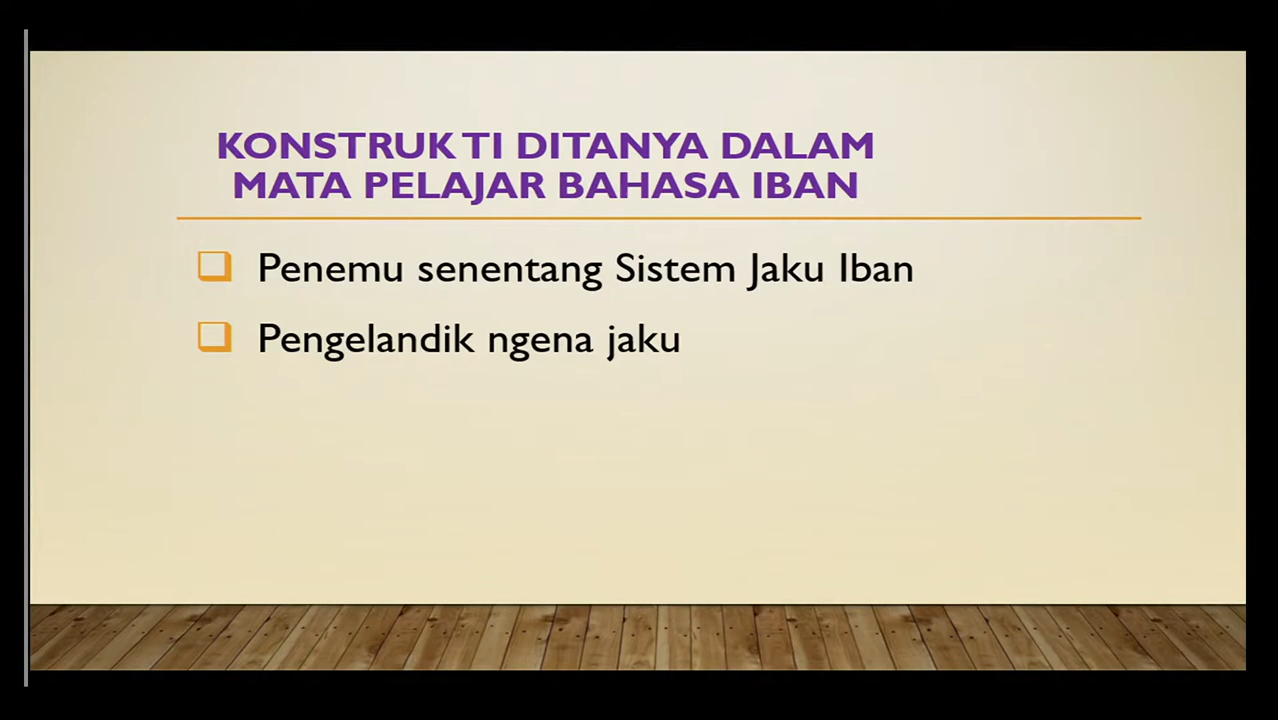 KONSTRUK TI DITANYA DALAM
MATA PELAJAR BAHASA IBAN
Penemu senentang Sistem Jaku Iban
Pengelandik ngena jaku